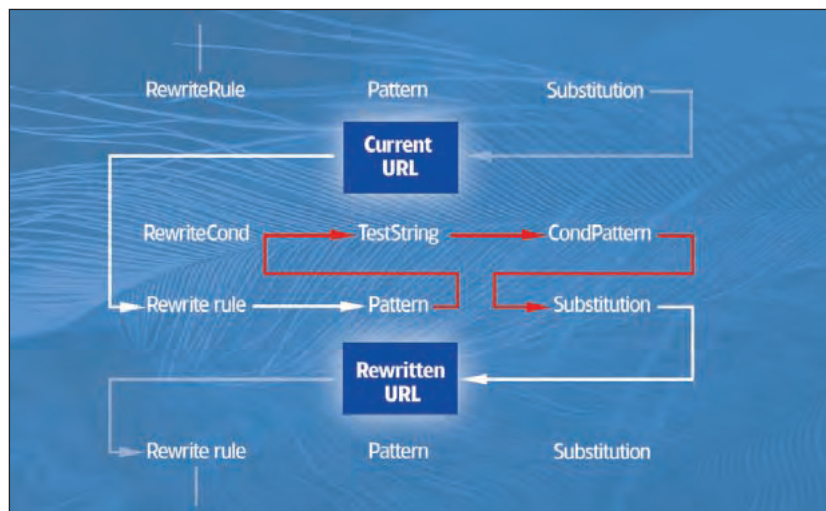 RewriteRule Pattern Substitution
Current
URL
RewriteCond TestString CondPattern
Rewrite rule Pattern Substitution
Rewritten
URL
Rewrite rule Pattern Substitution